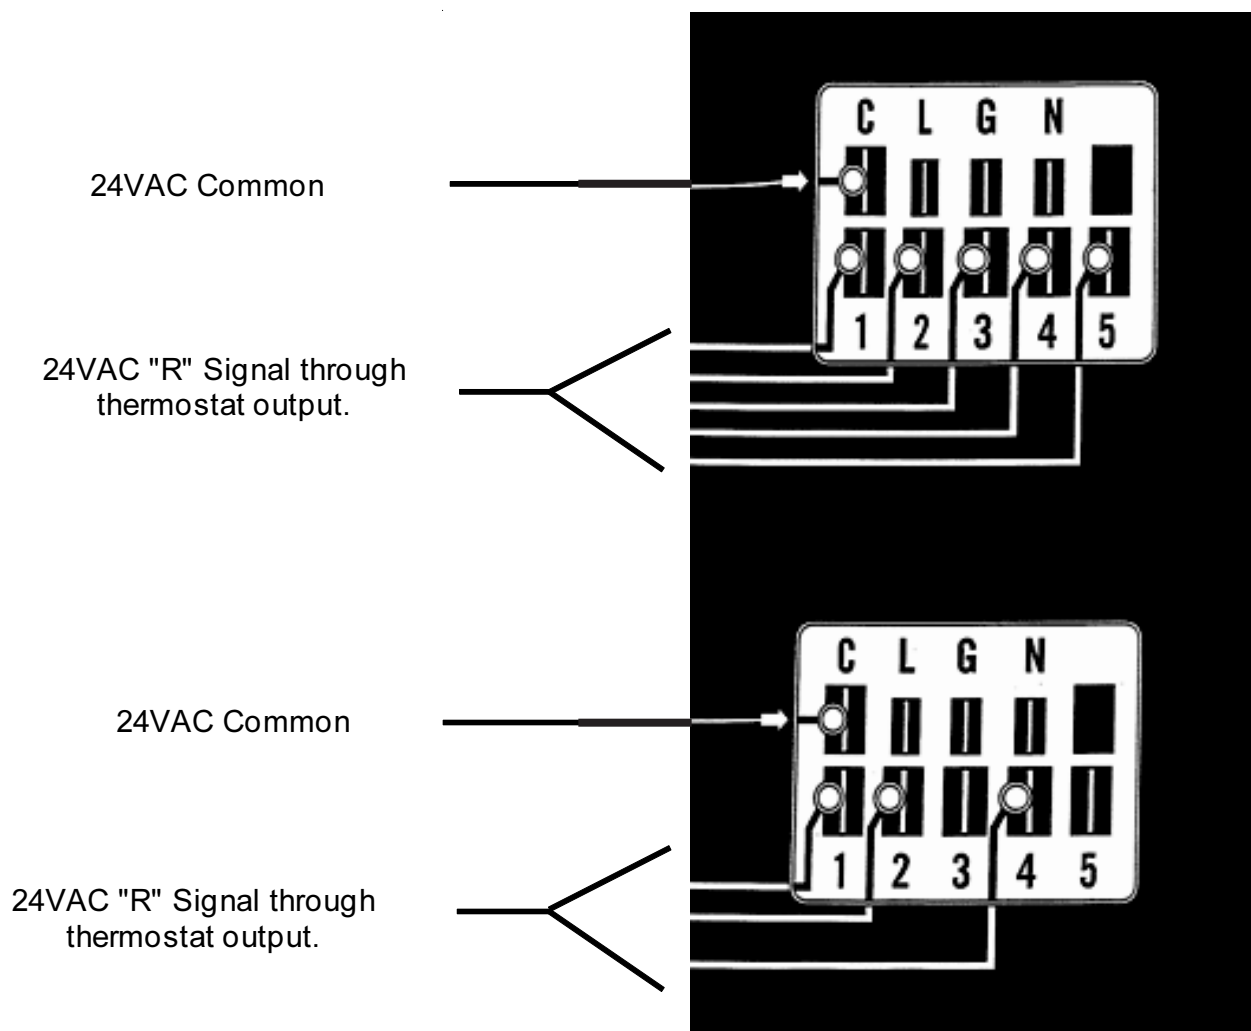 C L G N
24VAC Common
1 2 3 4 5
24VAC "R" Signal through
thermostat output.
C L G N
24VAC Common
1 2 3 4 5
24VAC "R" Signal through
thermostat output.